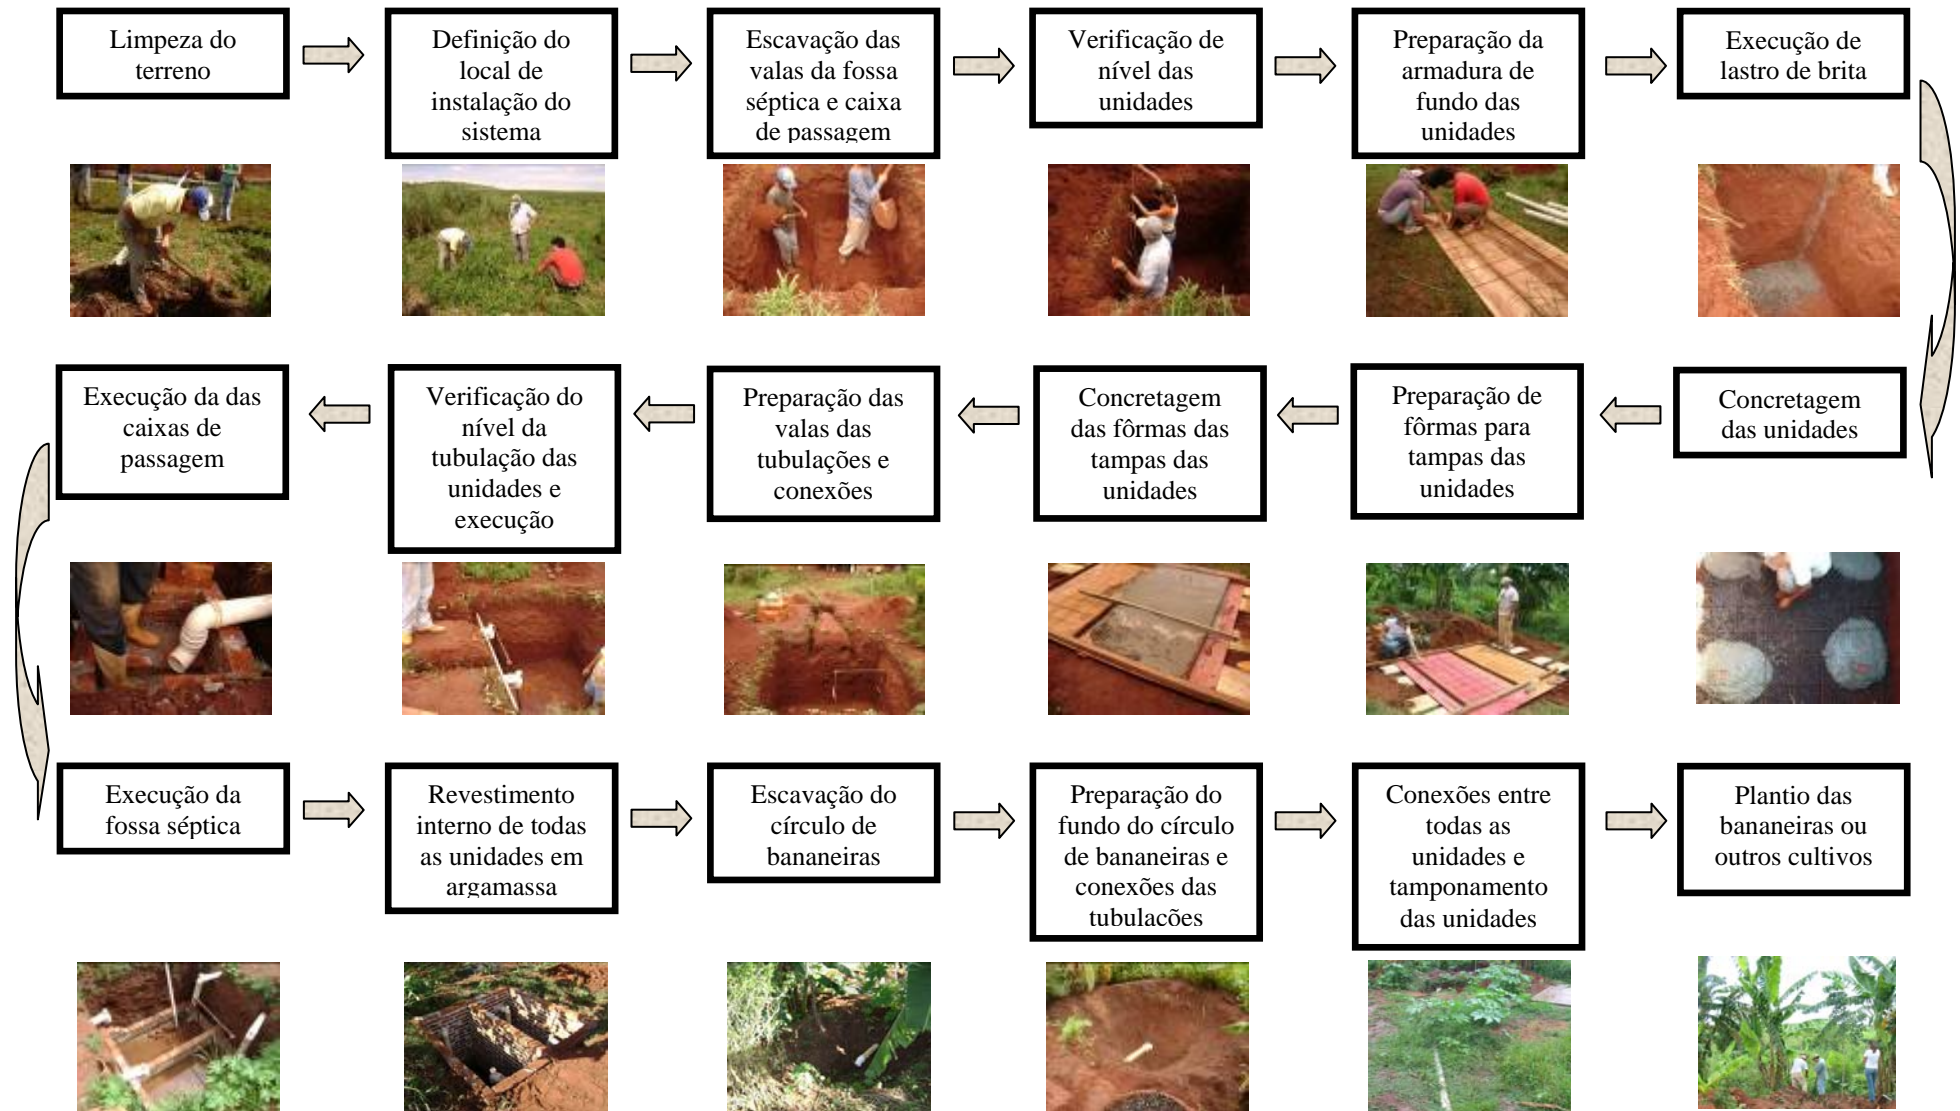 Limpeza do
terreno
Definição do
local de
instalação do
sistema
Escavação das
valas da fossa
séptica e caixa
de passagem
Verificação de
nível das
unidades
Preparação da
armadura de
fundo das
unidades
Execução de
lastro de brita
Concretagem
das unidades
Preparação de
fôrmas para
tampas das
unidades
Concretagem
das fôrmas das
tampas das
unidades
Preparação das
valas das
tubulações e
conexões
Verificação do
nível da
tubulação das
unidades e
execução
Execução da das
caixas de
passagem
Execução da
fossa séptica
Revestimento
interno de todas
as unidades em
argamassa
Escavação do
círculo de
bananeiras
Preparação do
fundo do círculo
de bananeiras e
conexões das
tubulacões
Conexões entre
todas as
unidades e
tamponamento
das unidades
Plantio das
bananeiras ou
outros cultivos